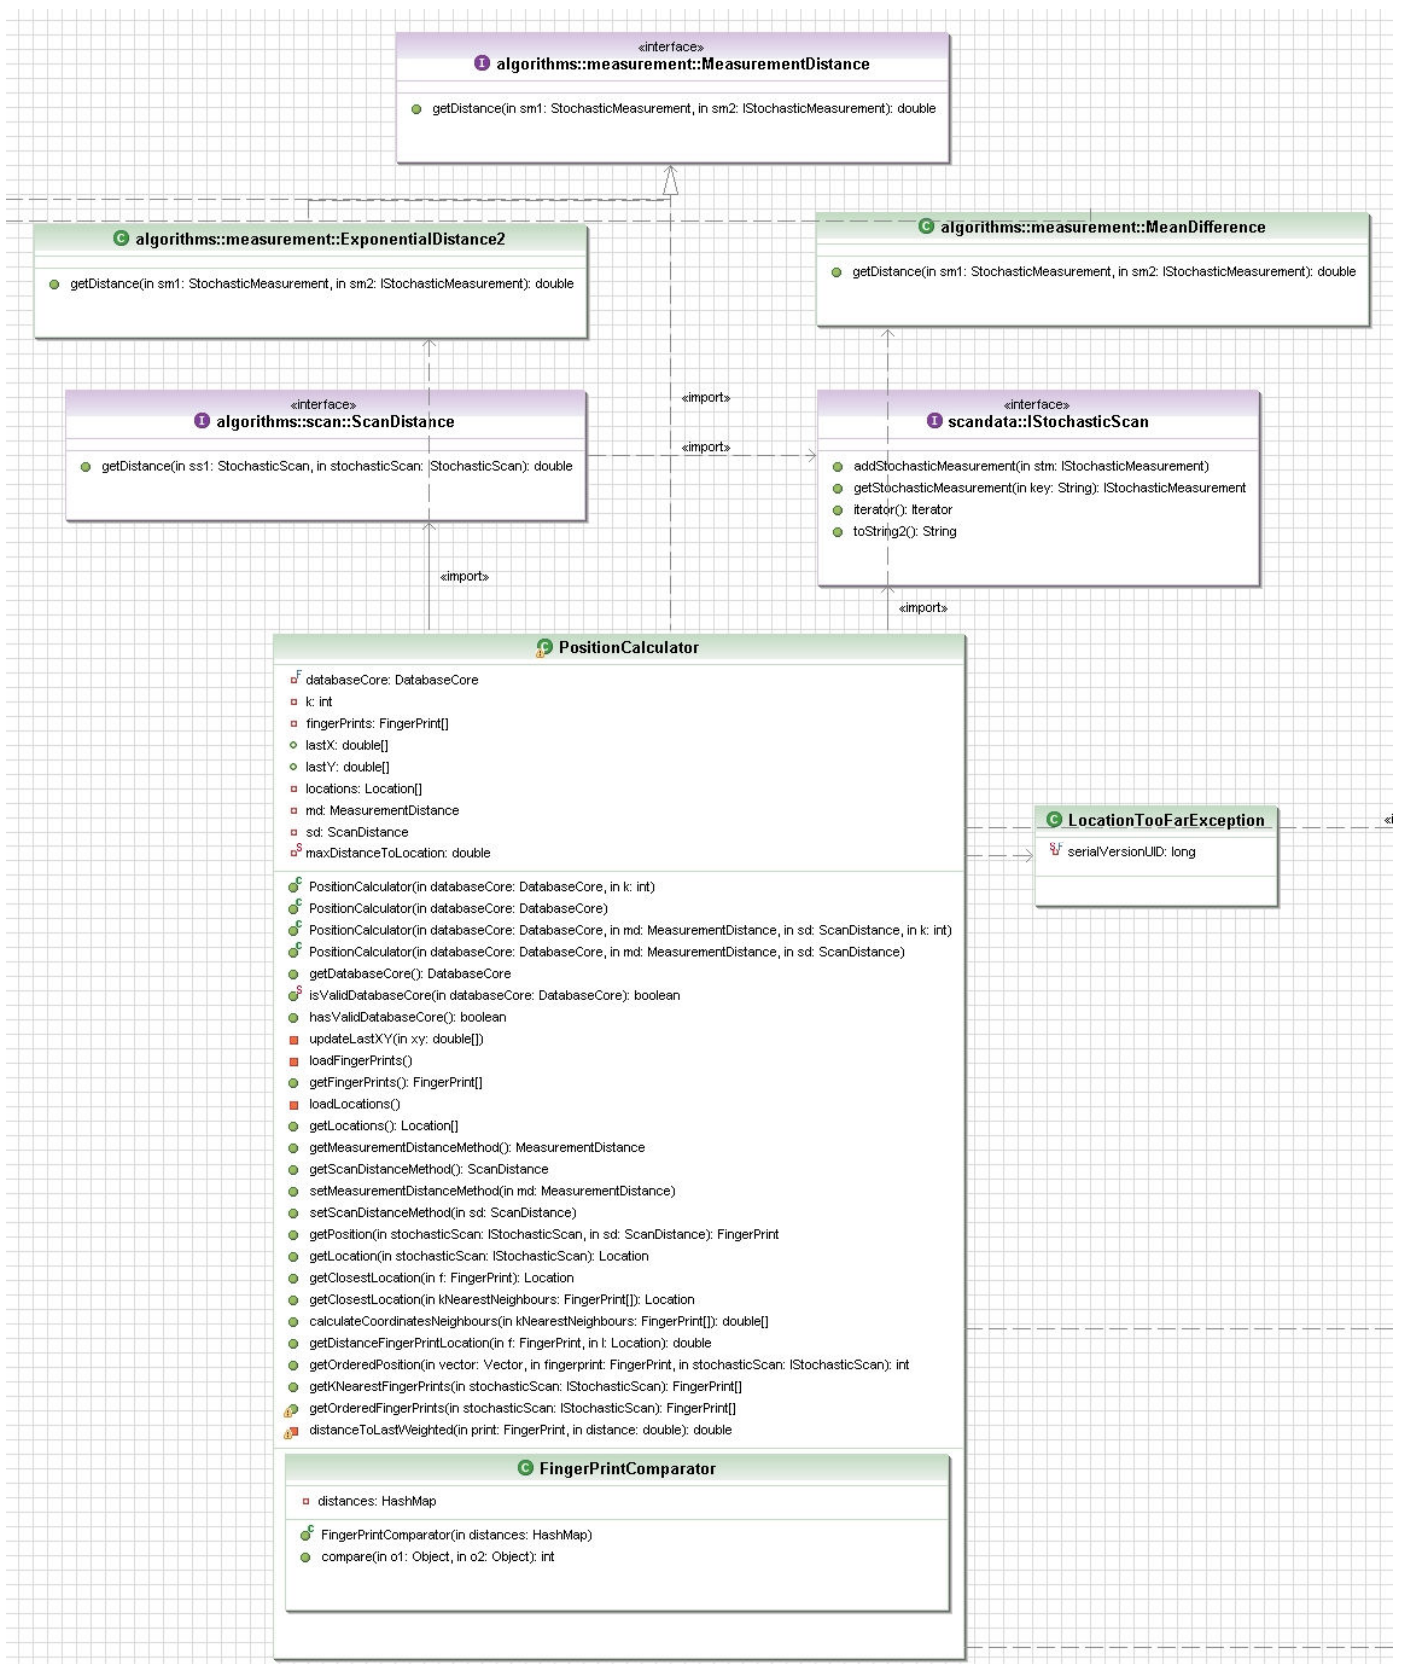 «interface»
algorithms::measurement::MeasurementDistance
getDistance(in sm1: StochasticMeasurement, in sm2: IStochasticMeasurement): double
algorithms::measurement::ExponentialDistance2
getDistance(in sm1: StochasticMeasurement, in sm2: IStochasticMeasurement): double
algorithms::measurement::MeanDifference
getDistance(in sm1: StochasticMeasurement, in sm2: IStochasticMeasurement): double
«interface»
algorithms::scan::ScanDistance
getDistance(in ss1: StochasticScan, in stochasticScan: IStochasticScan): double
«import»
«import»
«interface»
scandata::IStochasticScan
addStochasticMeasurement(in stm: IStochasticMeasurement)
getStochasticMeasurement(in key: String): IStochasticMeasurement
iterator(): Iterator
toString2(): String
«import»
«import»
PositionCalculator
databaseCore: DatabaseCore
k: int
fingerPrints: FingerPrint[]
lastX: double[]
lastY: double[]
locations: Location[]
md: MeasurementDistance
sd: ScanDistance
maxDistanceToLocation: double
PositionCalculator(in databaseCore: DatabaseCore, in k: int)
PositionCalculator(in databaseCore: DatabaseCore)
PositionCalculator(in databaseCore: DatabaseCore, in md: MeasurementDistance, in sd: ScanDistance, in k: int)
PositionCalculator(in databaseCore: DatabaseCore, in md: MeasurementDistance, in sd: ScanDistance)
getDatabaseCore(): DatabaseCore
isValidDatabaseCore(in databaseCore: DatabaseCore): boolean
hasValidDatabaseCore(): boolean
updateLastXY(in xy: double[])
loadFingerPrints()
getFingerPrints(): FingerPrint[]
loadLocations()
getLocations(): Location[]
getMeasurementDistanceMethod(): MeasurementDistance
getScanDistanceMethod(): ScanDistance
setMeasurementDistanceMethod(in md: MeasurementDistance)
setScanDistanceMethod(in sd: ScanDistance)
getPosition(in stochasticScan: IStochasticScan, in sd: ScanDistance): FingerPrint
getLocation(in stochasticScan: IStochasticScan): Location
getClosestLocation(in f: FingerPrint): Location
getClosestLocation(in kNearestNeighbours: FingerPrint[]): Location
calculateCoordinatesNeighbours(in kNearestNeighbours: FingerPrint[]): double[]
getDistanceFingerPrintLocation(in f: FingerPrint, in l: Location): double
getOrderedPosition(in vector: Vector, in fingerprint: FingerPrint, in stochasticScan: IStochasticScan): int
getKNearestFingerPrints(in stochasticScan: IStochasticScan): FingerPrint[]
getOrderedFingerPrints(in stochasticScan: IStochasticScan): FingerPrint[]
distanceToLastWeighted(in print: FingerPrint, in distance: double): double
FingerPrintComparator
distances: HashMap
FingerPrintComparator(in distances: HashMap)
compare(in o1: Object, in o2: Object): int
LocationTooFarException
serialVersionUID: long